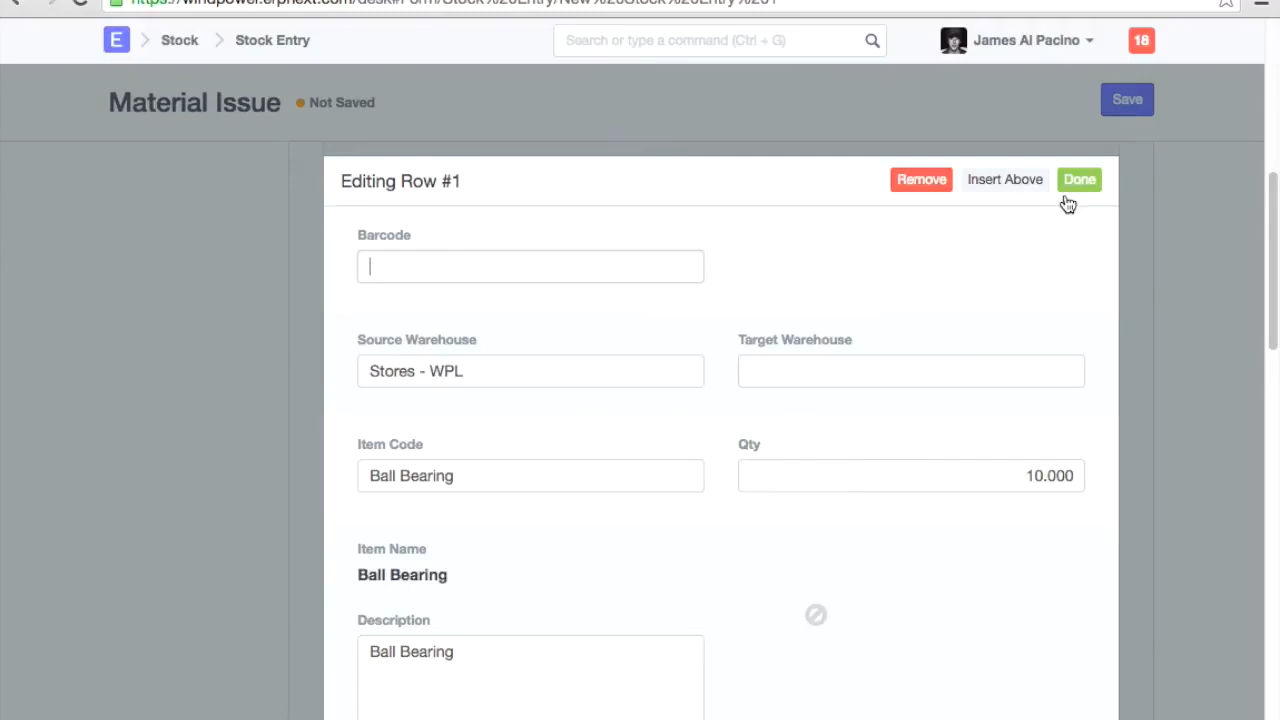 E
Stock
Stock Entry
Search or type a command (Ctrl + G)
James Al Pacino
18
Material Issue
Not Saved
Save
Editing Row #1
Remove
Insert Above
Done
Barcode
Source Warehouse
Target Warehouse
Stores - WPL
Item Code
Qty
Ball Bearing
10.000
Item Name
Ball Bearing
Description
Ball Bearing